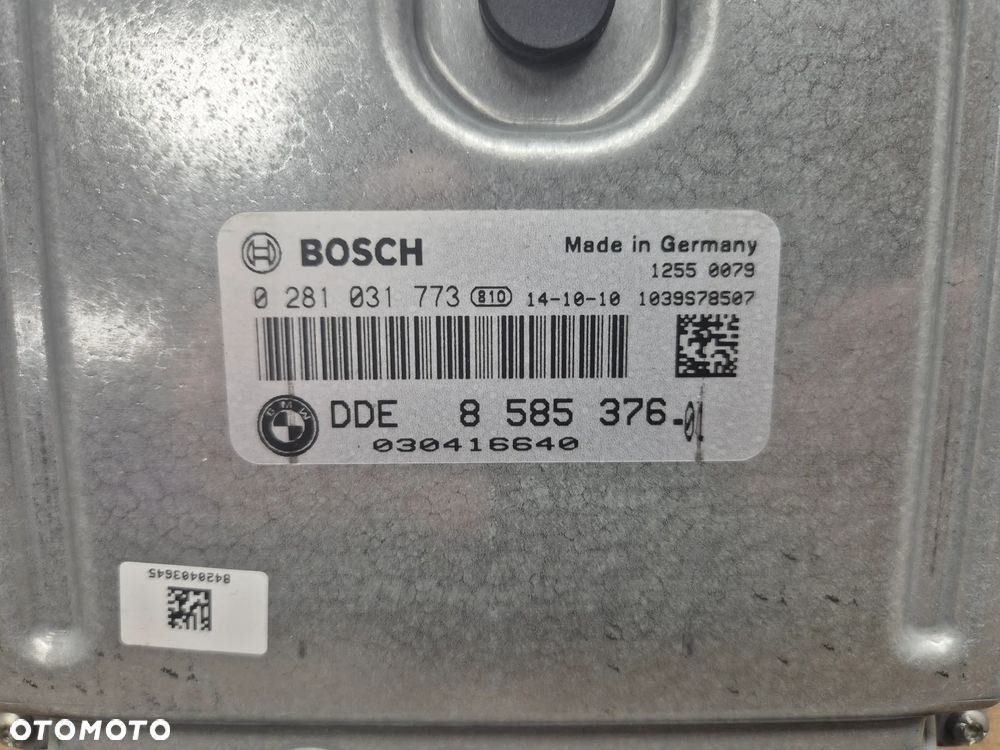 BOSCH
Made in Germany
1255 0079
0 281 031 773 810 14-10-10 1039S78507
BMW
DDE 8 585 376-01
030416640
8420403645
OTOMOTO